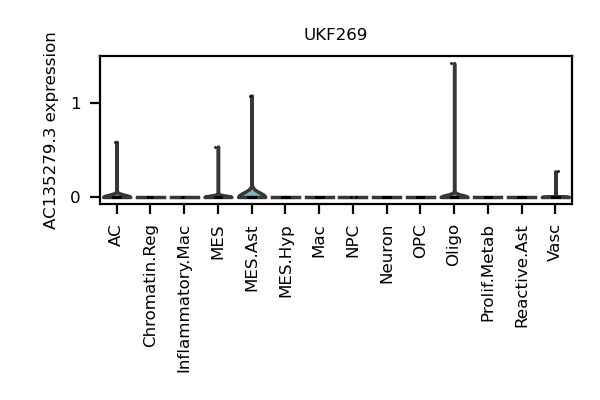 UKF269
AC135279.3 expression
1
0
AC
Chromatin.Reg
Inflammatory.Mac
MES
MES.Ast
MES.Hyp
Mac
NPC
Neuron
OPC
Oligo
Prolif.Metab
Reactive.Ast
Vasc